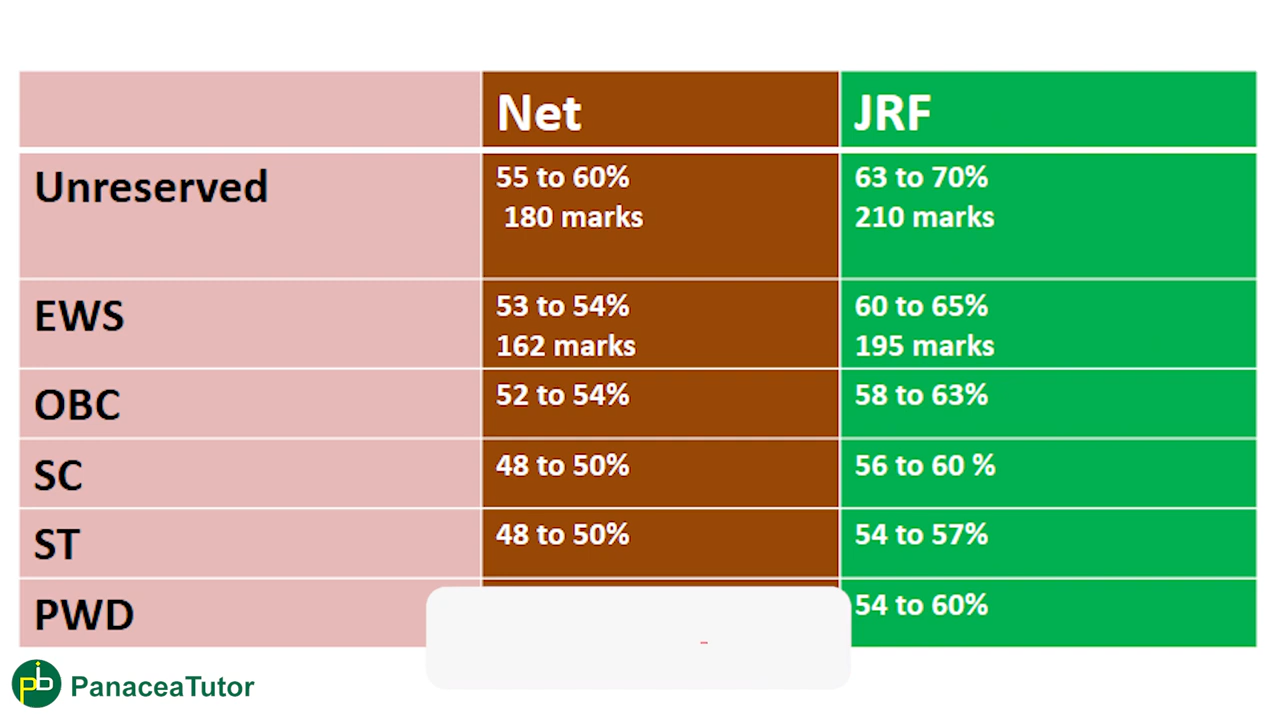 Net JRF
Unreserved 55 to 60% 63 to 70%
180 marks 210 marks
EWS 53 to 54% 60 to 65%
162 marks 195 marks
OBC 52 to 54% 58 to 63%
SC 48 to 50% 56 to 60 %
ST 48 to 50% 54 to 57%
PWD 54 to 60%
PanaceaTutor